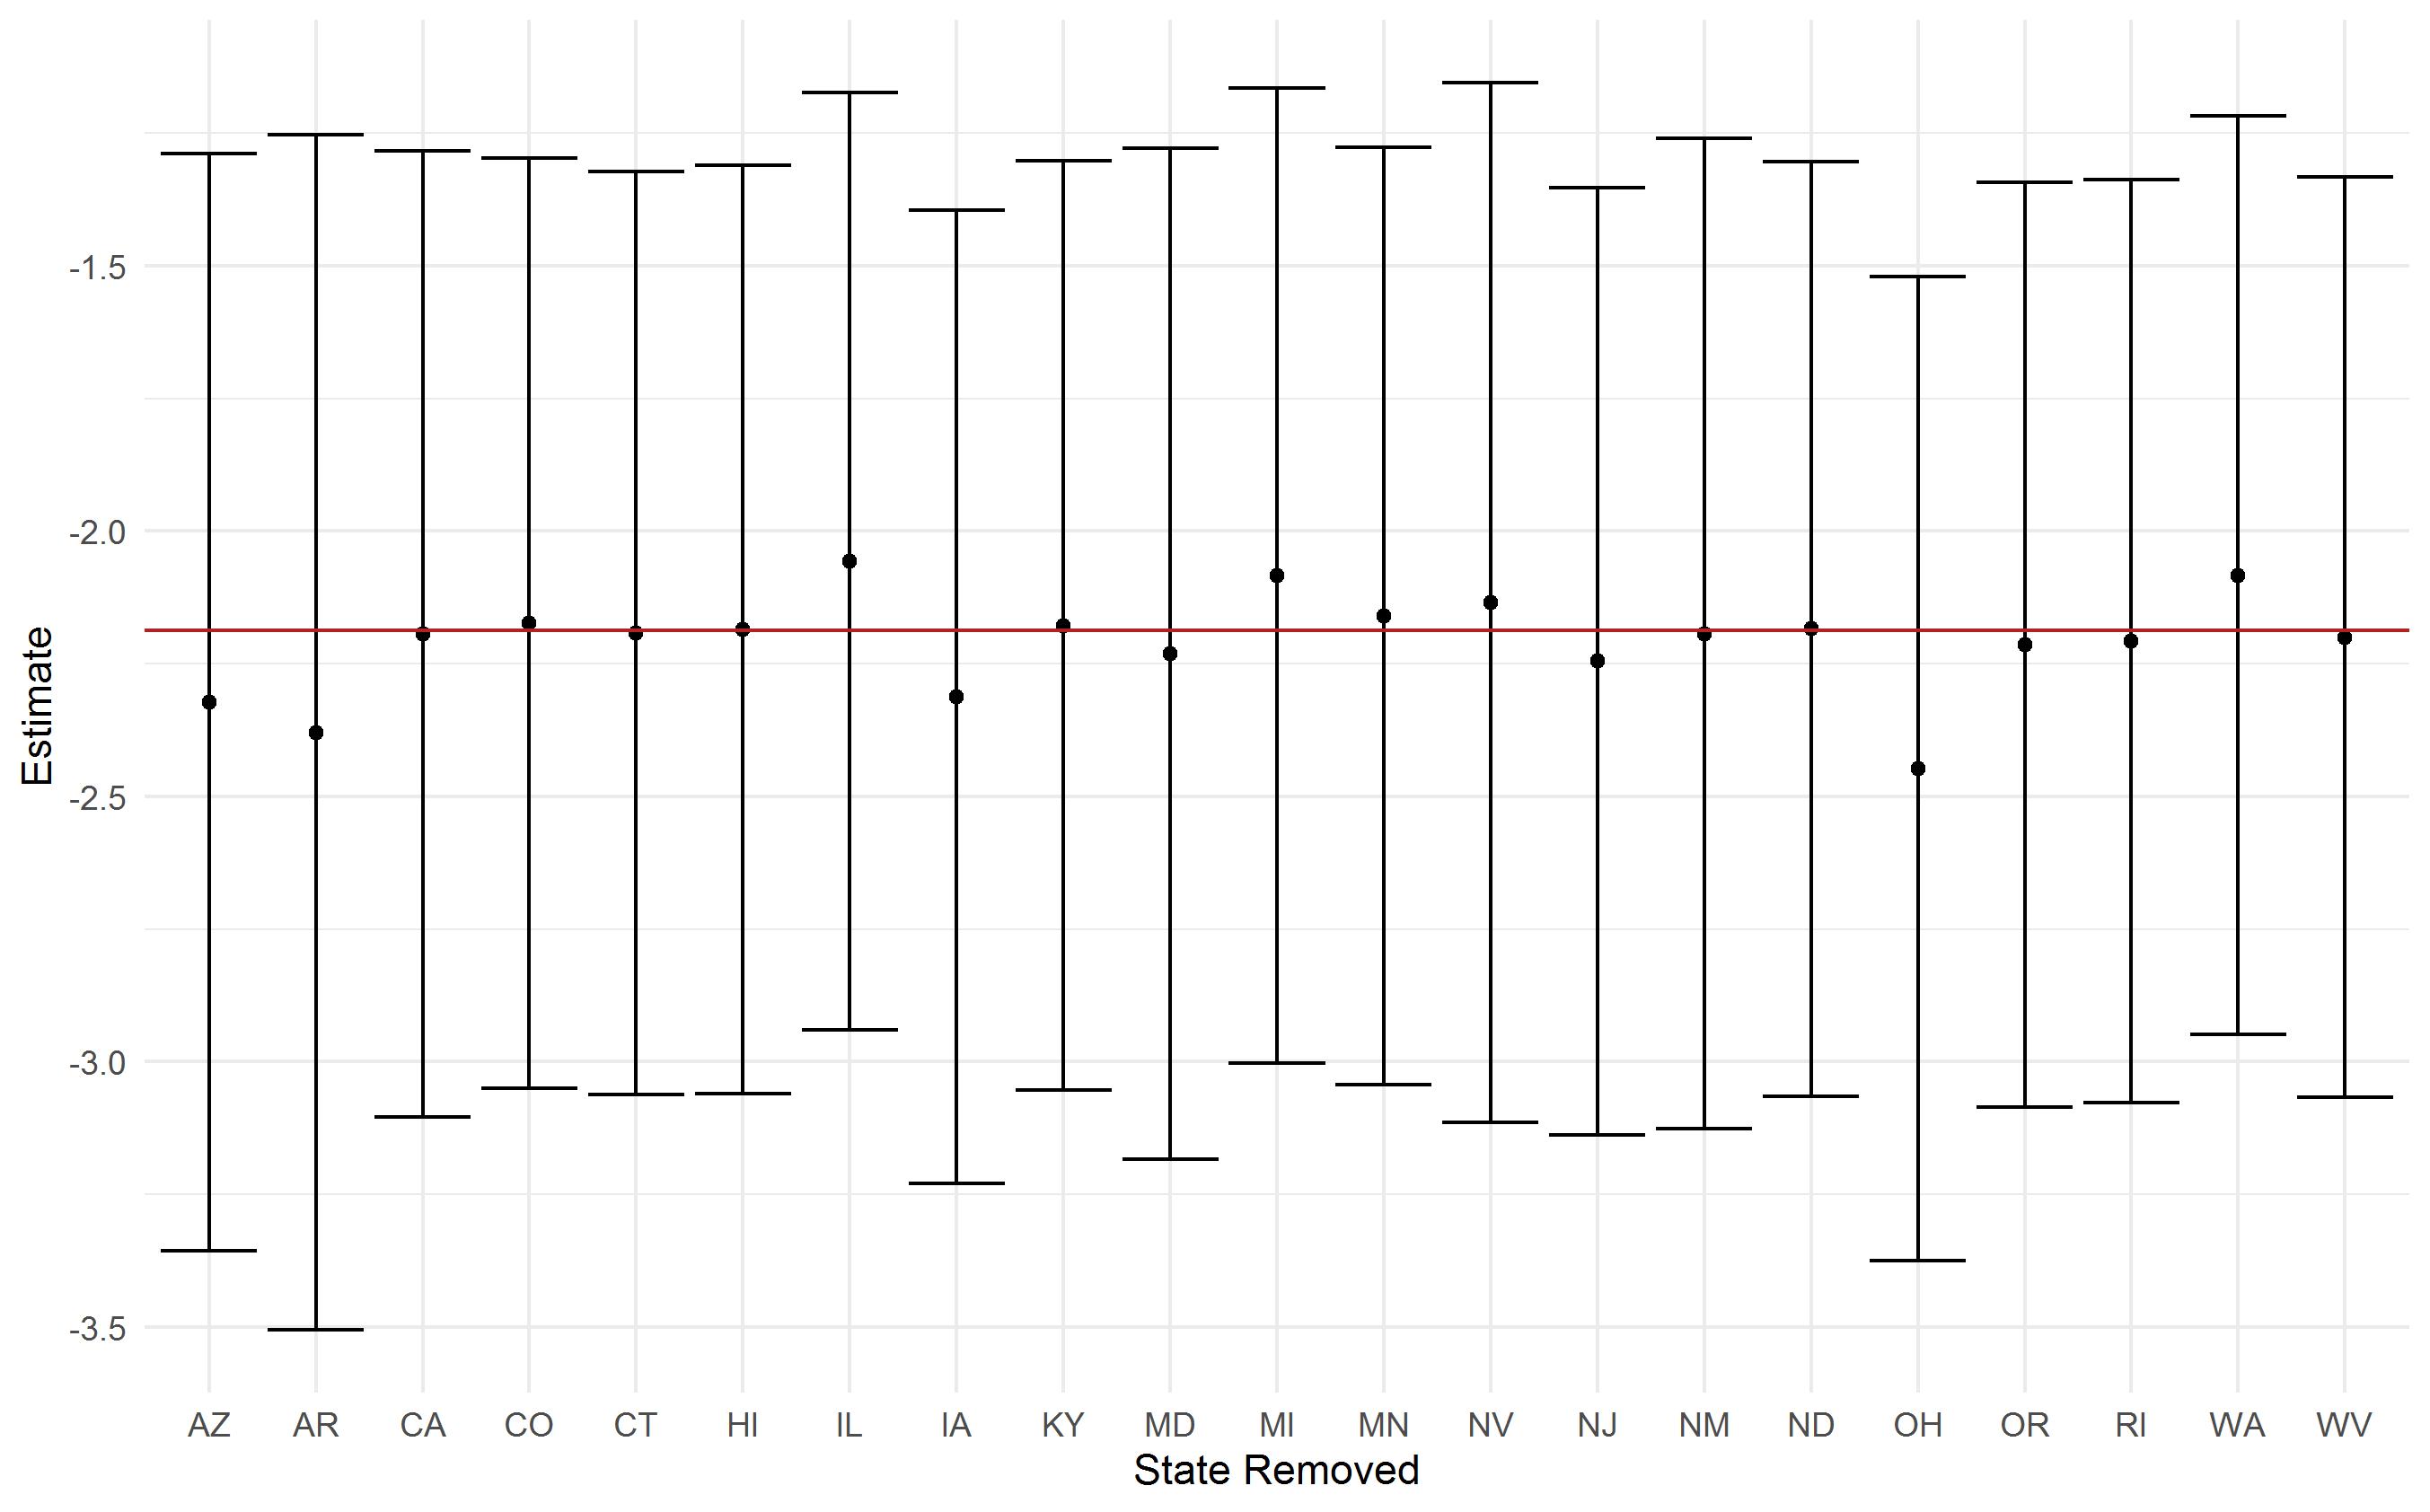 Estimate
-1.5
-2.0
-2.5
-3.0
-3.5
AZ AR CA CO CT HI IL IA KY MD MI MN NV NJ NM ND OH OR RI WA WV
State Removed